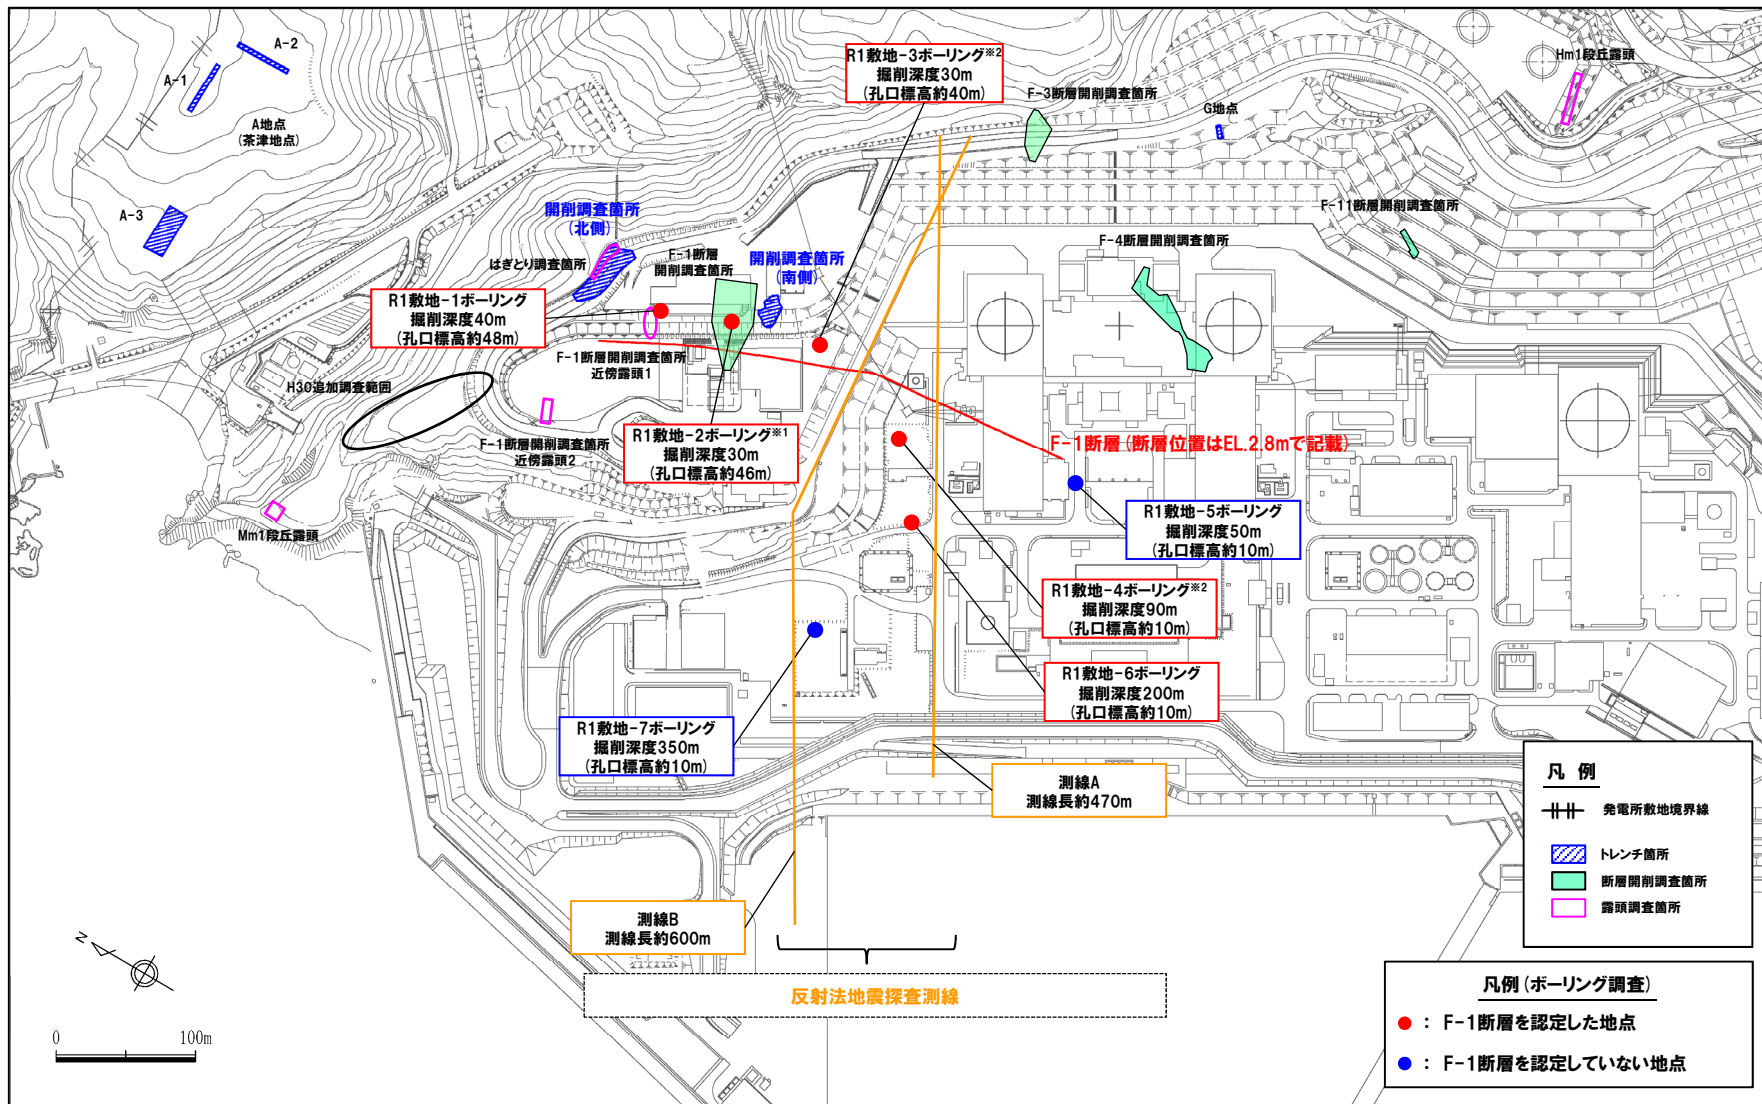 A-2
A-1
A地点
(茶津地点)
A-3
R1敷地-3ボーリング※2
掘削深度30m
(孔口標高約40m)
F-3断層開削調査箇所
G地点
Hm1段丘露頭
F-11断層開削調査箇所
F-4断層開削調査箇所
開削調査箇所
(北側)
はぎとり調査箇所
F-1断層
開削調査箇所
開削調査箇所
(南側)
R1敷地-1ボーリング
掘削深度40m
(孔口標高約48m)
F-1断層開削調査箇所
近傍露頭1
H30追加調査範囲
F-1断層開削調査箇所
近傍露頭2
R1敷地-2ボーリング※1
掘削深度30m
(孔口標高約46m)
F-1断層(断層位置はEL.2.8mで記載)
Mm1段丘露頭
R1敷地-5ボーリング
掘削深度50m
(孔口標高約10m)
R1敷地-4ボーリング※2
掘削深度90m
(孔口標高約10m)
R1敷地-6ボーリング
掘削深度200m
(孔口標高約10m)
R1敷地-7ボーリング
掘削深度350m
(孔口標高約10m)
測線A
測線長約470m
測線B
測線長約600m
反射法地震探査測線
N
0 100m
凡 例
発電所敷地境界線
トレンチ箇所
断層開削調査箇所
露頭調査箇所
凡例(ボーリング調査)
: F-1断層を認定した地点
: F-1断層を認定していない地点